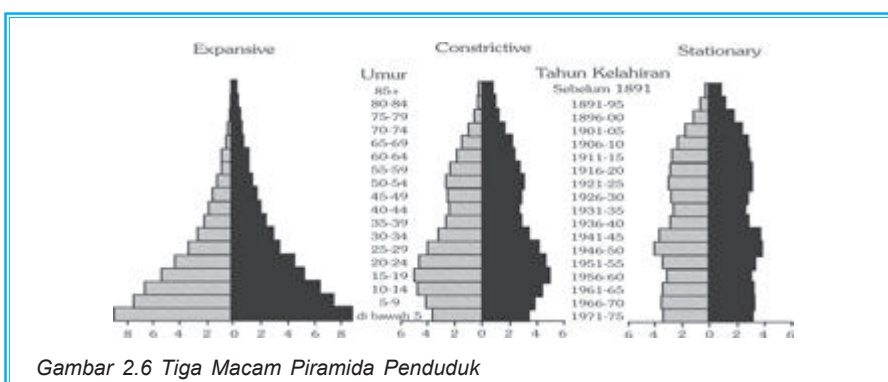 Expansive Constrictive Stationary
Umur Tahun Kelahiran
85+ Sebelum 1891
80-84 1891-95
75-79 1896-00
70-74 1901-05
65-69 1906-10
60-64 1911-15
55-59 1916-20
50-54 1921-25
45-49 1926-30
40-44 1931-35
35-39 1936-40
30-34 1941-45
25-29 1946-50
20-24 1951-55
15-19 1956-60
10-14 1961-65
5-9 1966-70
di bawah 5 1971-75
8 6 4 2 0 2 4 6 8 6 4 2 0 2 4 6 6 4 2 0 2 4 6
Gambar 2.6 Tiga Macam Piramida Penduduk